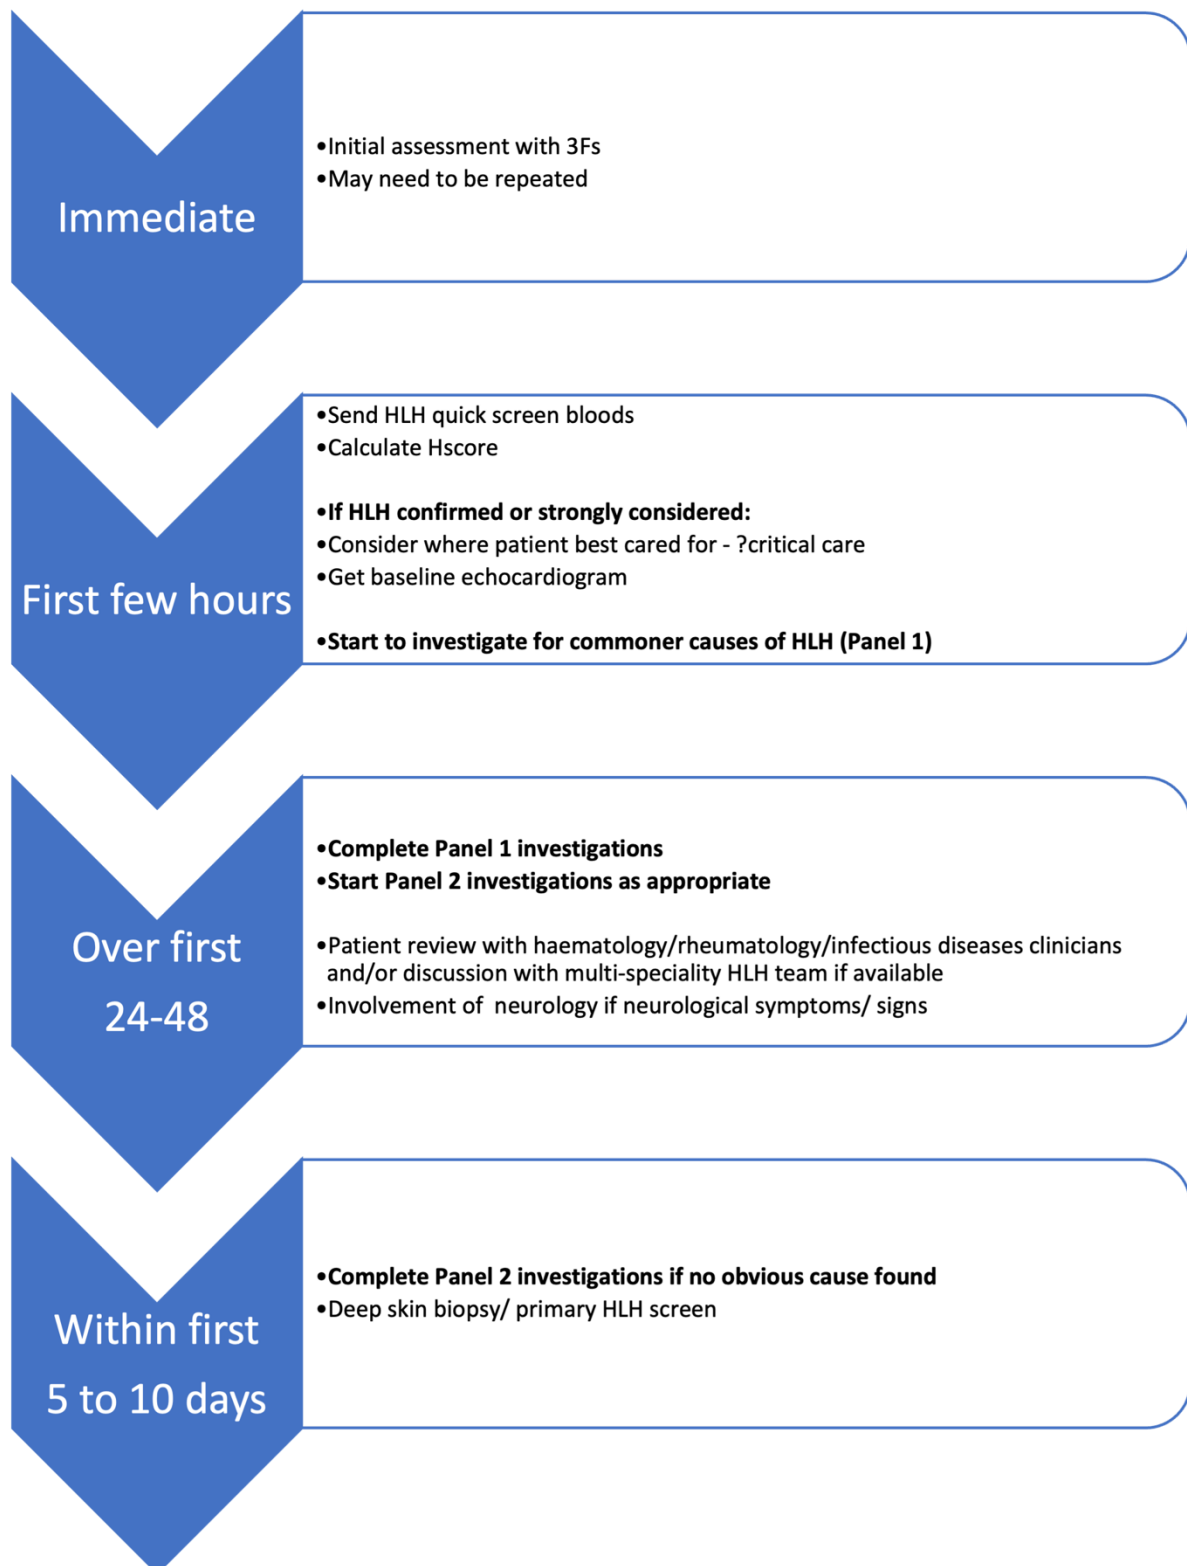 Immediate
•Initial assessment with 3Fs
•May need to be repeated
First few hours
•Send HLH quick screen bloods
•Calculate Hscore
•If HLH confirmed or strongly considered:
•Consider where patient best cared for - ?critical care
•Get baseline echocardiogram
•Start to investigate for commoner causes of HLH (Panel 1)
Over first
24-48
•Complete Panel 1 investigations
•Start Panel 2 investigations as appropriate
•Patient review with haematology/rheumatology/infectious diseases clinicians
and/or discussion with multi-speciality HLH team if available
•Involvement of  neurology if neurological symptoms/ signs
Within first
5 to 10 days
•Complete Panel 2 investigations if no obvious cause found
•Deep skin biopsy/ primary HLH screen